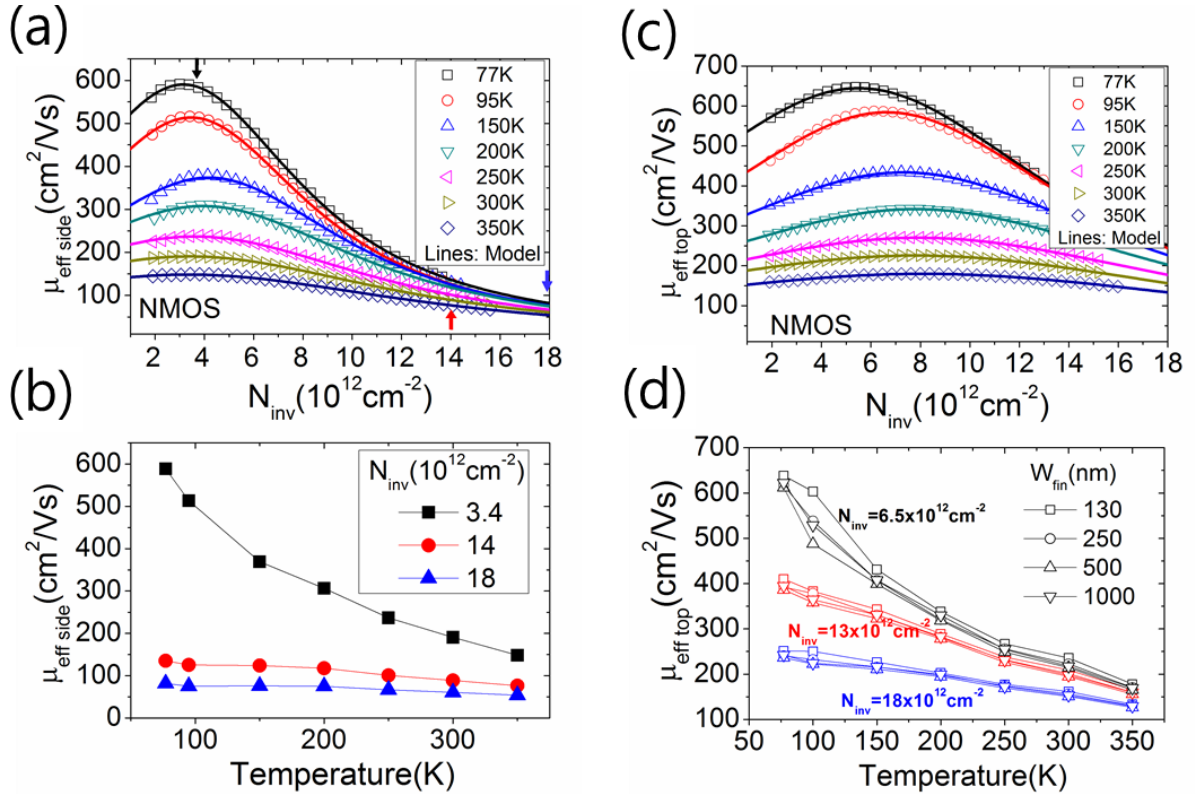 (a)
μeff side(cm²/Vs)
600
500
400
300
200
100
77K
95K
150K
200K
250K
300K
350K
Lines: Model
NMOS
2 4 6 8 10 12 14 16 18
Ninv(10¹²cm⁻²)
(c)
μeff top(cm²/Vs)
700
600
500
400
300
200
100
77K
95K
150K
200K
250K
300K
350K
Lines: Model
NMOS
2 4 6 8 10 12 14 16 18
Ninv(10¹²cm⁻²)
(b)
μeff side(cm²/Vs)
600
500
400
300
200
100
0
Ninv(10¹²cm⁻²)
3.4
14
18
100 200 300
Temperature(K)
(d)
μeff top(cm²/Vs)
700
600
500
400
300
200
100
Wfin(nm)
130
250
500
1000
Ninv=6.5x10¹²cm⁻²
Ninv=13x10¹²cm⁻²
Ninv=18x10¹²cm⁻²
50 100 150 200 250 300 350
Temperature(K)